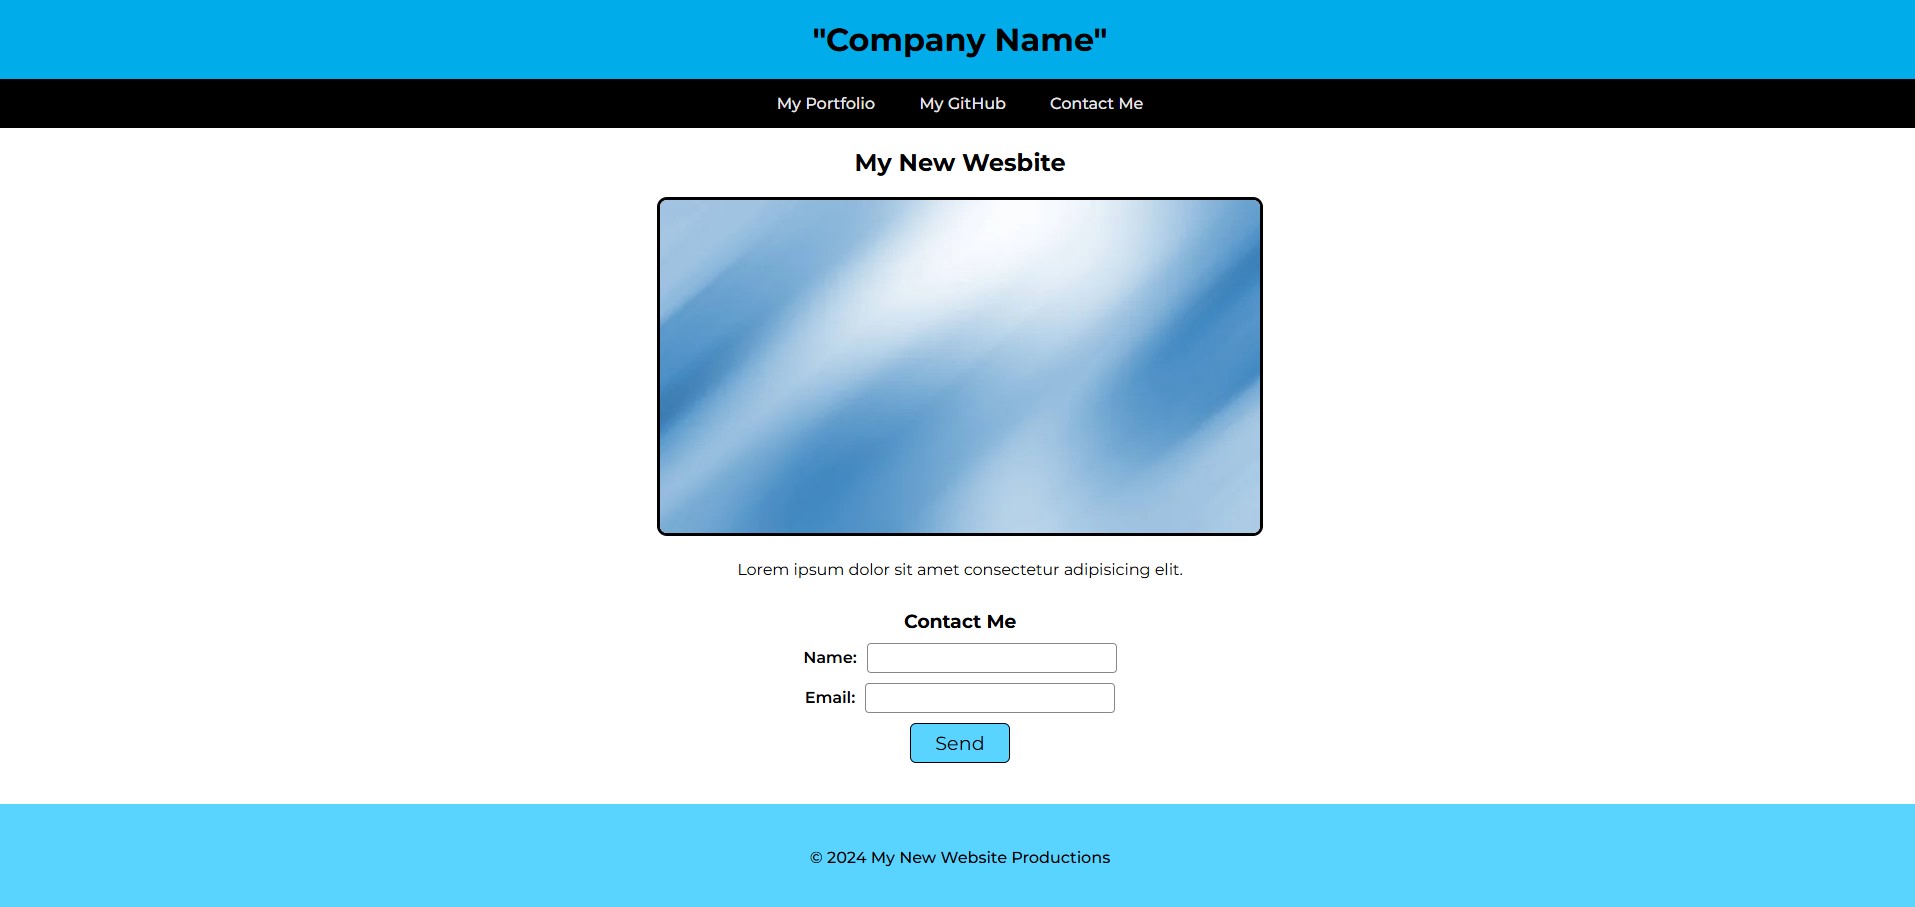 "Company Name"
My Portfolio My GitHub Contact Me
My New Wesbite
Lorem ipsum dolor sit amet consectetur adipisicing elit.
Contact Me
Name:
Email:
Send
© 2024 My New Website Productions